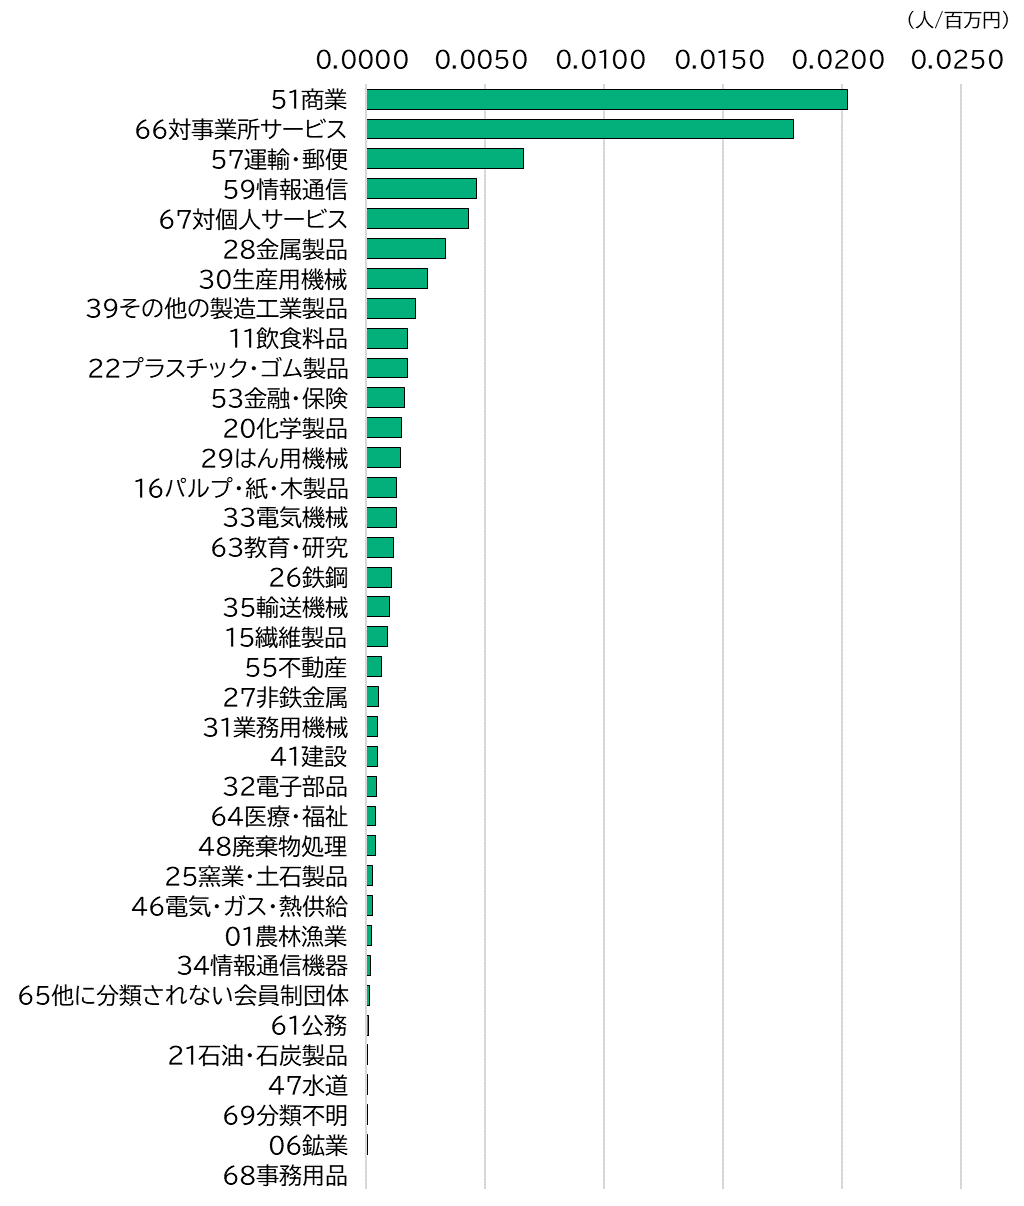 （人/百万円）
0.0000 0.0050 0.0100 0.0150 0.0200 0.0250
51商業
66対事業所サービス
57運輸・郵便
59情報通信
67対個人サービス
28金属製品
30生産用機械
39その他の製造工業製品
11飲食料品
22プラスチック・ゴム製品
53金融・保険
20化学製品
29はん用機械
16パルプ・紙・木製品
33電気機械
63教育・研究
26鉄鋼
35輸送機械
15繊維製品
55不動産
27非鉄金属
31業務用機械
41建設
32電子部品
64医療・福祉
48廃棄物処理
25窯業・土石製品
46電気・ガス・熱供給
01農林漁業
34情報通信機器
65他に分類されない会員制団体
61公務
21石油・石炭製品
47水道
69分類不明
06鉱業
68事務用品